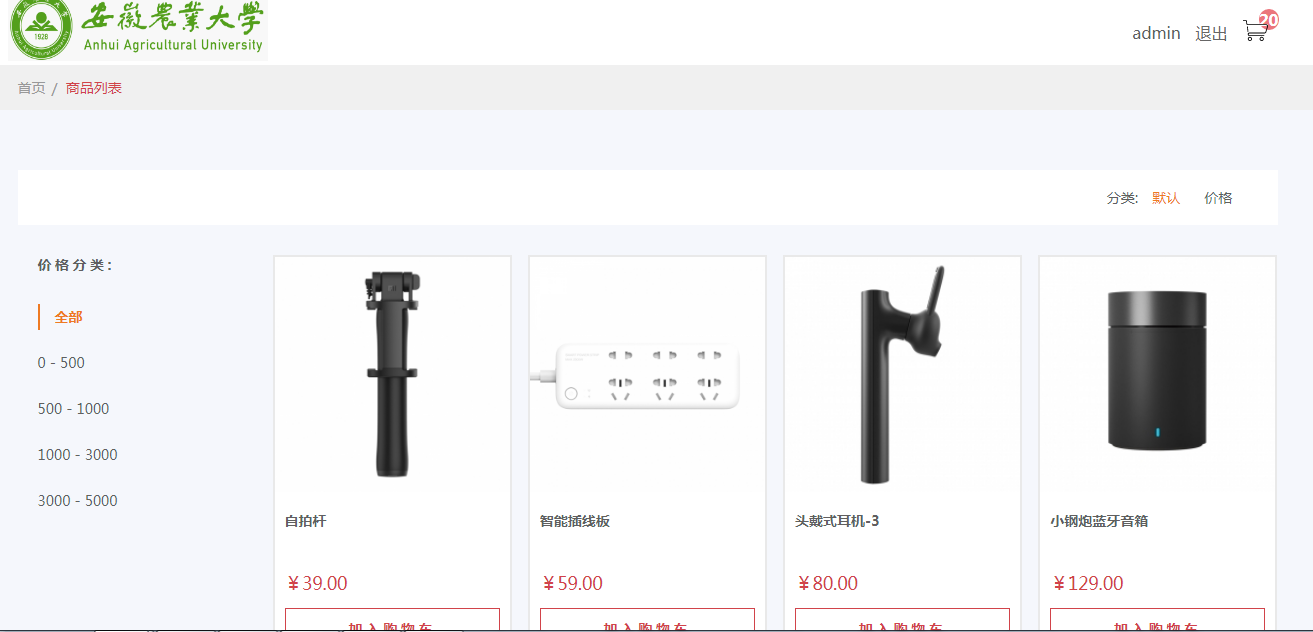 安徽農業大學
1928
Anhui Agricultural University
admin 退出 20
首页 / 商品列表
分类: 默认 价格
价格分类:
全部
0 - 500
500 - 1000
1000 - 3000
3000 - 5000
自拍杆
¥39.00
加入购物车
智能插线板
¥59.00
加入购物车
头戴式耳机-3
¥80.00
加入购物车
小钢炮蓝牙音箱
¥129.00
加入购物车